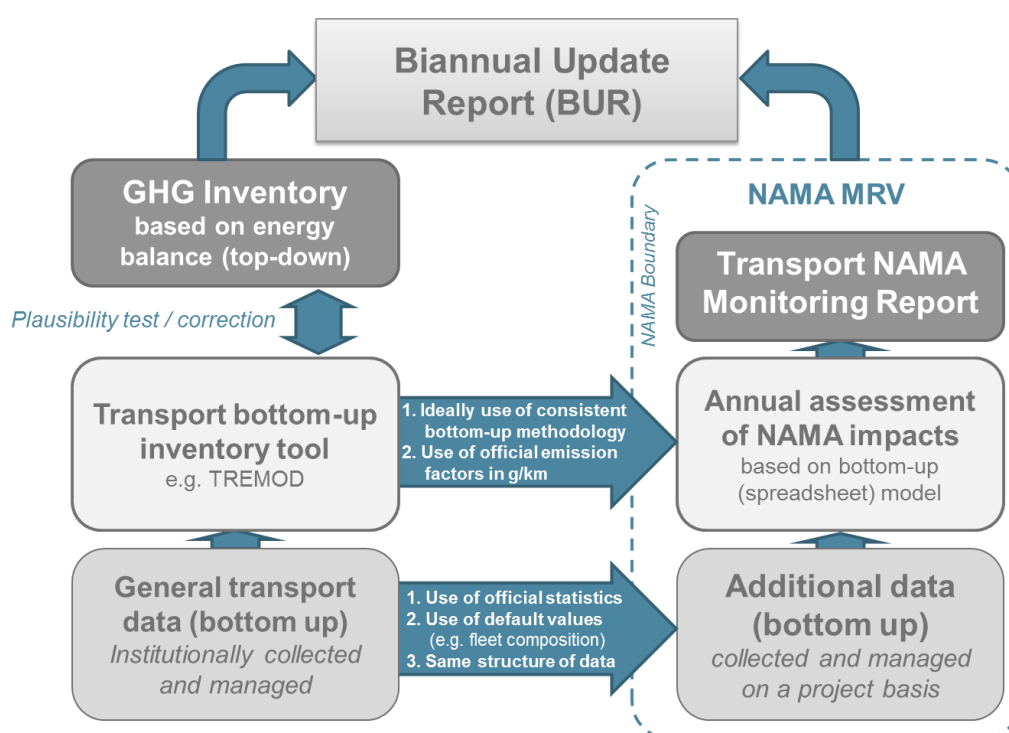 Biannual Update
Report (BUR)
GHG Inventory
based on energy
balance (top-down)
Plausibility test / correction
Transport bottom-up
inventory tool
e.g. TREMOD
General transport
data (bottom up)
Institutionally collected
and managed
1. Ideally use of consistent
bottom-up methodology
2. Use of official emission
factors in g/km
1. Use of official statistics
2. Use of default values
(e.g. fleet composition)
3. Same structure of data
NAMA Boundary
NAMA MRV
Transport NAMA
Monitoring Report
Annual assessment
of NAMA impacts
based on bottom-up
(spreadsheet) model
Additional data
(bottom up)
collected and managed
on a project basis